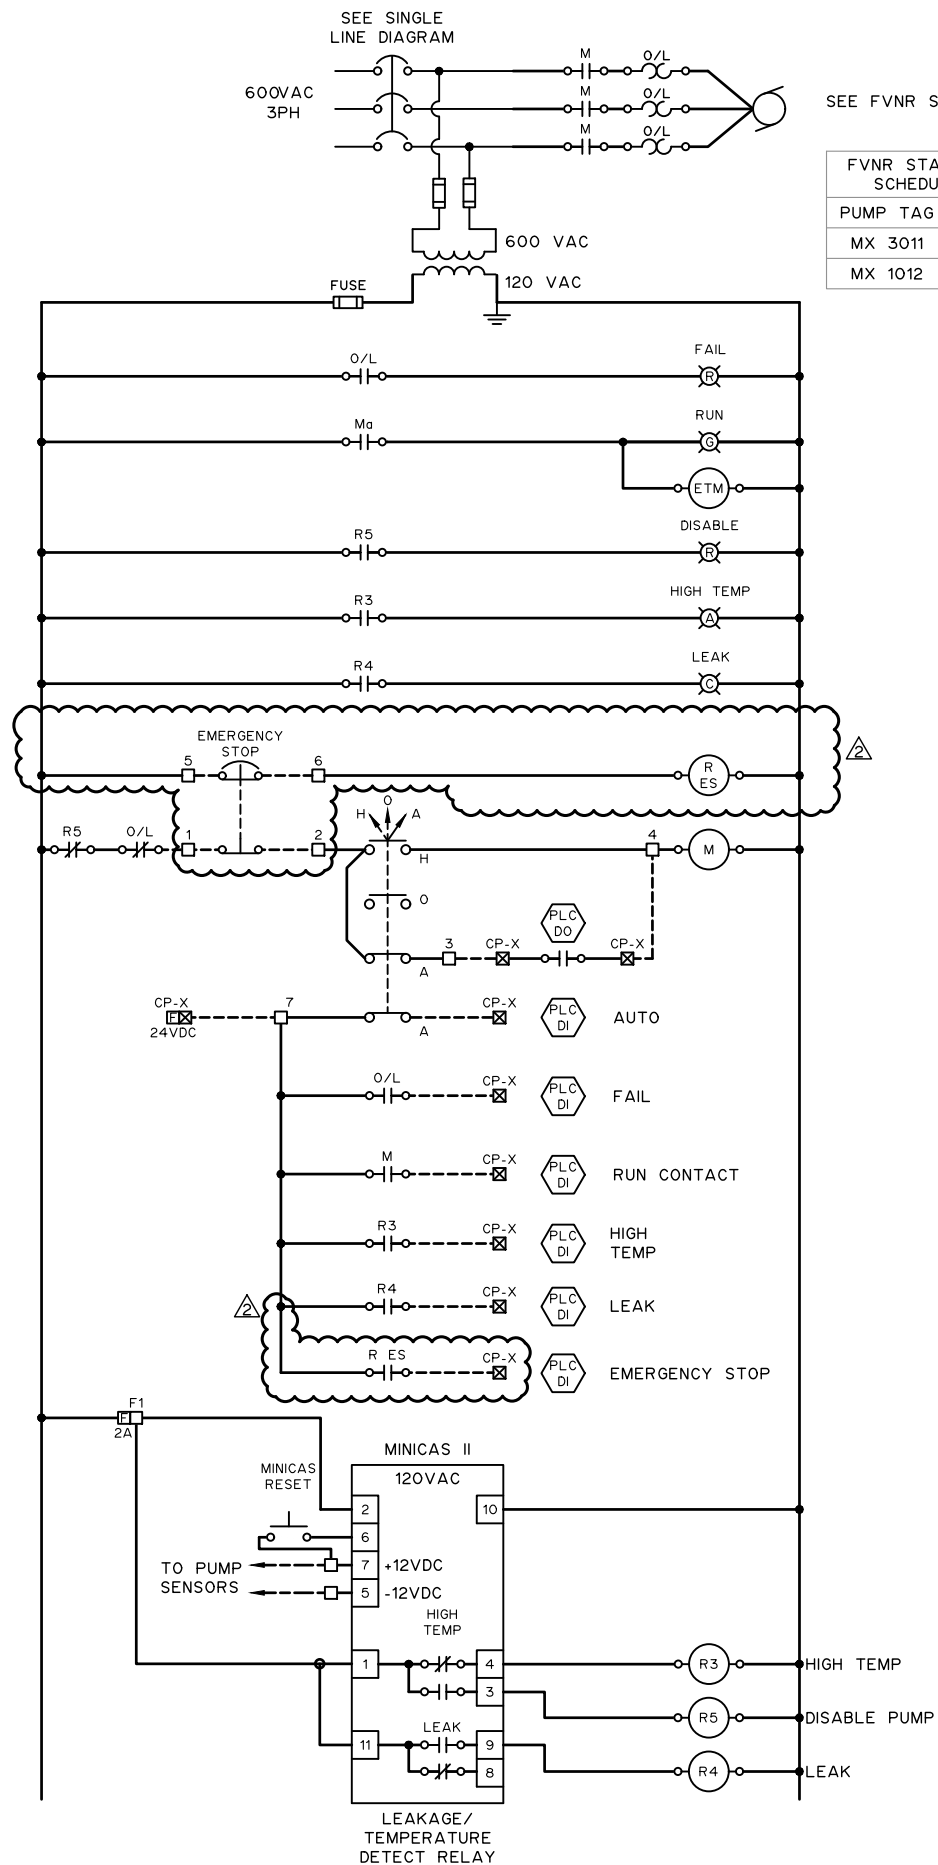 SEE SINGLE
LINE DIAGRAM
M
O/L
600VAC
3PH
M
O/L
SEE FVNR S
M
O/L
FVNR STA
SCHEDU
PUMP TAG
MX 3011
MX 1012
600 VAC
120 VAC
FUSE
O/L
FAIL
R
Ma
RUN
G
ETM
R5
DISABLE
R
R3
HIGH TEMP
A
R4
LEAK
C
EMERGENCY
STOP
5
6
R
ES
2
H
O
A
R5
O/L
1
2
H
4
M
O
PLC
DO
3
CP-X
CP-X
A
CP-X
24VDC
F
7
A
CP-X
PLC
DI
AUTO
O/L
CP-X
PLC
DI
FAIL
M
CP-X
PLC
DI
RUN CONTACT
R3
CP-X
PLC
DI
HIGH
TEMP
2
R4
CP-X
PLC
DI
LEAK
R ES
CP-X
PLC
DI
EMERGENCY STOP
F1
F
2A
MINICAS II
120VAC
MINICAS
RESET
2
10
6
TO PUMP
SENSORS
7
+12VDC
5
-12VDC
HIGH
TEMP
1
4
R3
HIGH TEMP
3
R5
DISABLE PUMP
LEAK
11
9
8
R4
LEAK
LEAKAGE/
TEMPERATURE
DETECT RELAY